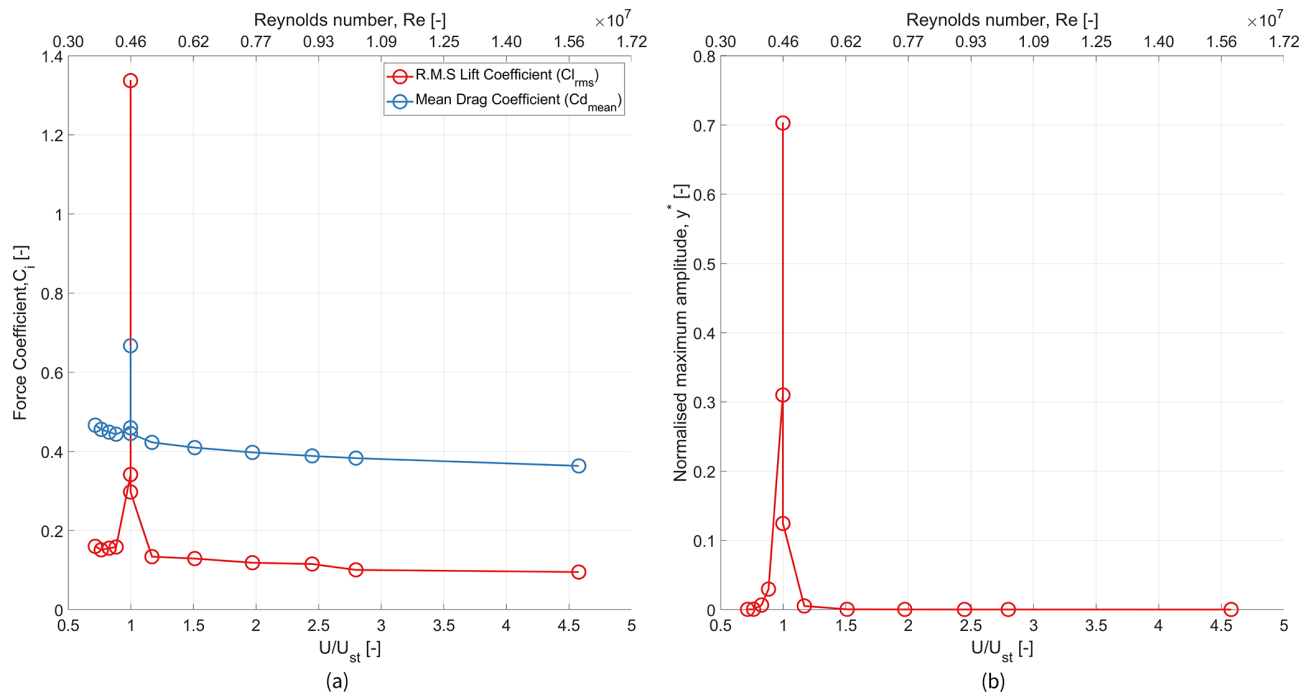 Reynolds number, Re [-]
×10^7
0.30 0.46 0.62 0.77 0.93 1.09 1.25 1.40 1.56 1.72
1.4
1.2
1
0.8
0.6
0.4
0.2
0
Force Coefficient,C_i [-]
R.M.S Lift Coefficient (Cl_rms)
Mean Drag Coefficient (Cd_mean)
0.5 1 1.5 2 2.5 3 3.5 4 4.5 5
U/U_st [-]
(a)
Reynolds number, Re [-]
×10^7
0.30 0.46 0.62 0.77 0.93 1.09 1.25 1.40 1.56 1.72
0.8
0.7
0.6
0.5
0.4
0.3
0.2
0.1
0
Normalised maximum amplitude, y^* [-]
0.5 1 1.5 2 2.5 3 3.5 4 4.5 5
U/U_st [-]
(b)